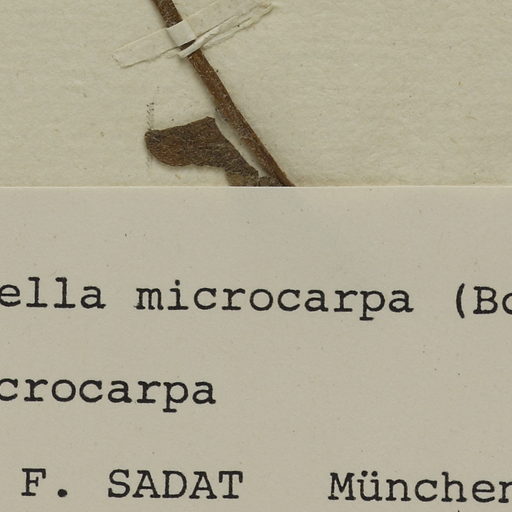 ella microcarpa (Bo
crocarpa
F. SADAT München